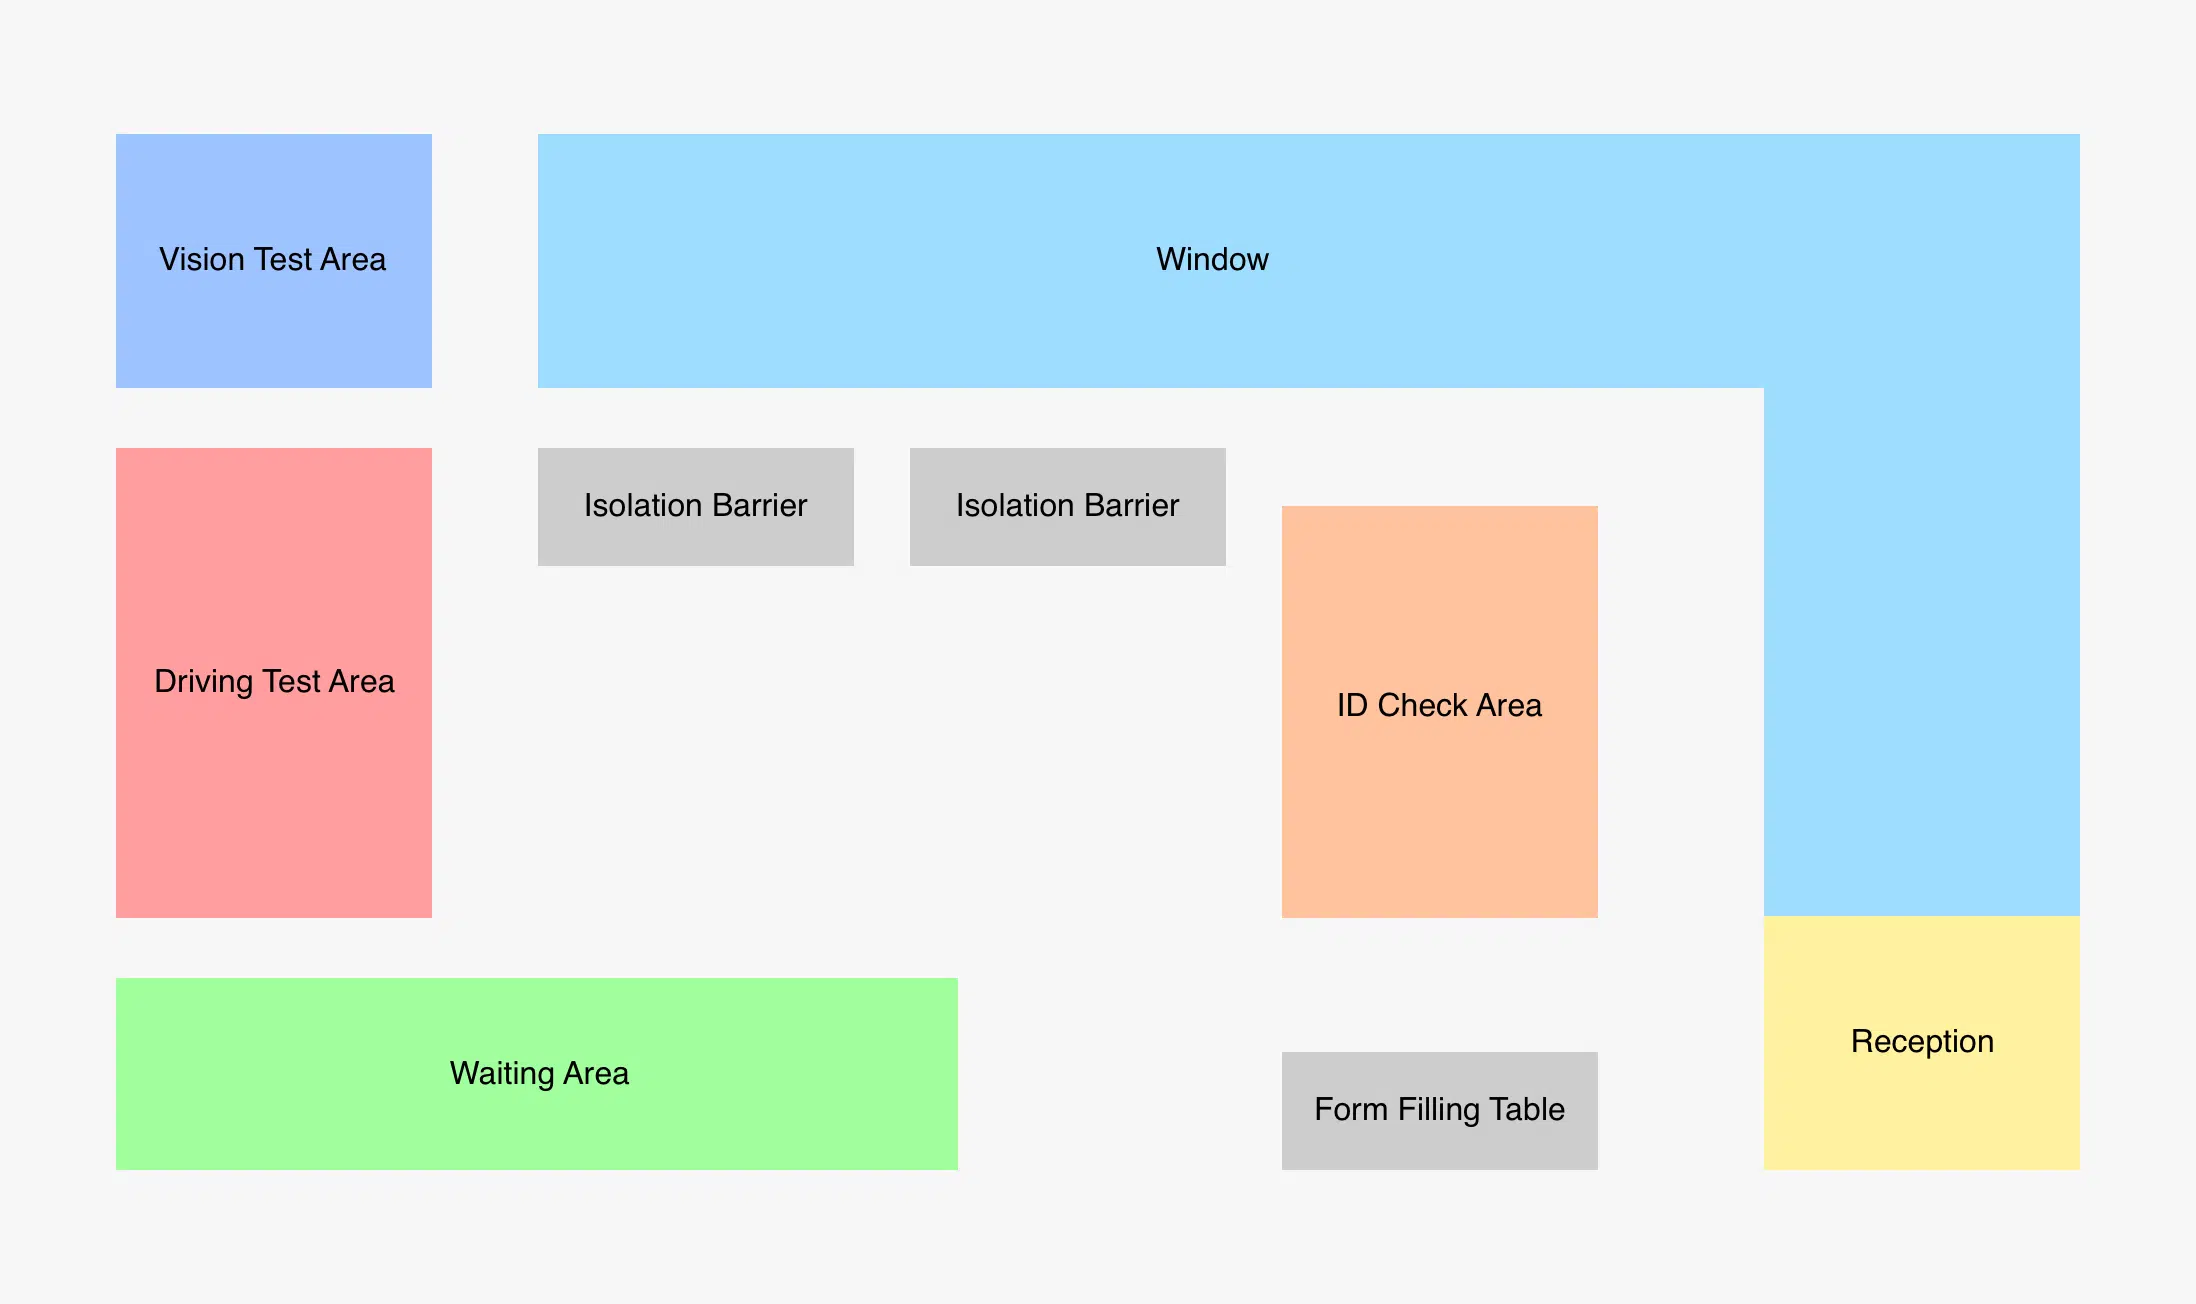 Vision Test Area
Window
Isolation Barrier
Isolation Barrier
Driving Test Area
ID Check Area
Reception
Waiting Area
Form Filling Table